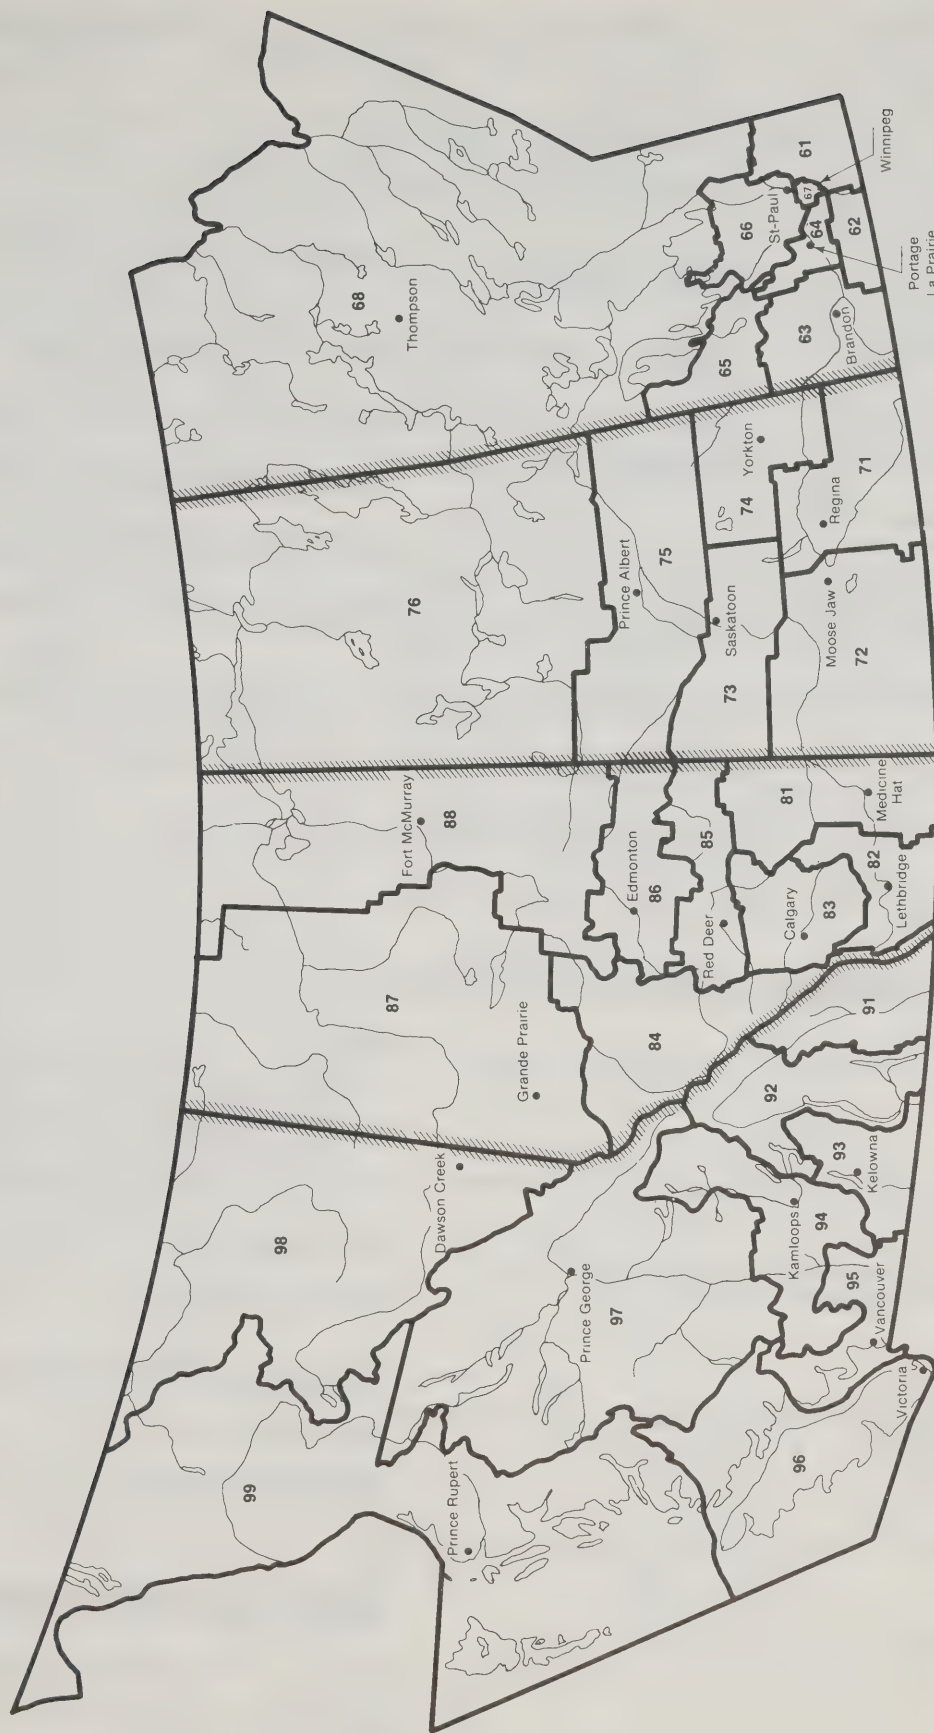 99
98
Dawson Creek
Prince Rupert
Prince George
97
96
Victoria
Vancouver
95
Kamloops
94
93
Kelowna
92
91
87
Grande Prairie
84
88
Fort McMurray
Edmonton
86
85
Red Deer
Calgary
83
82
Lethbridge
81
Medicine
Hat
76
Prince Albert
75
Saskatoon
73
74
Yorkton
Moose Jaw
72
Regina
71
68
Thompson
66
65
St-Paul
67
64
63
Brandon
62
61
Winnipeg
Portage
La Prairie